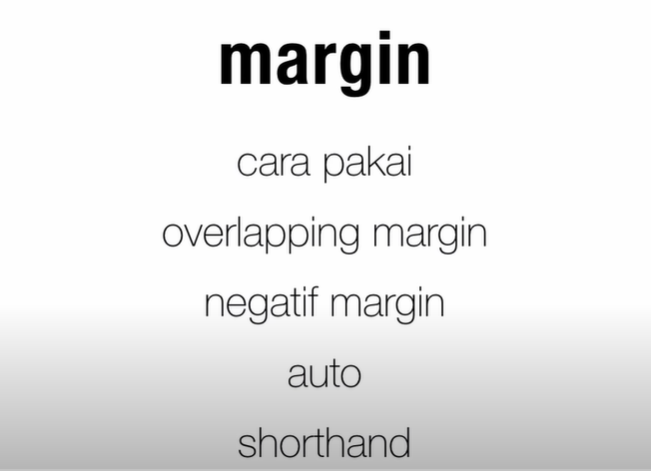 margin
cara pakai
overlapping margin
negatif margin
auto
shorthand